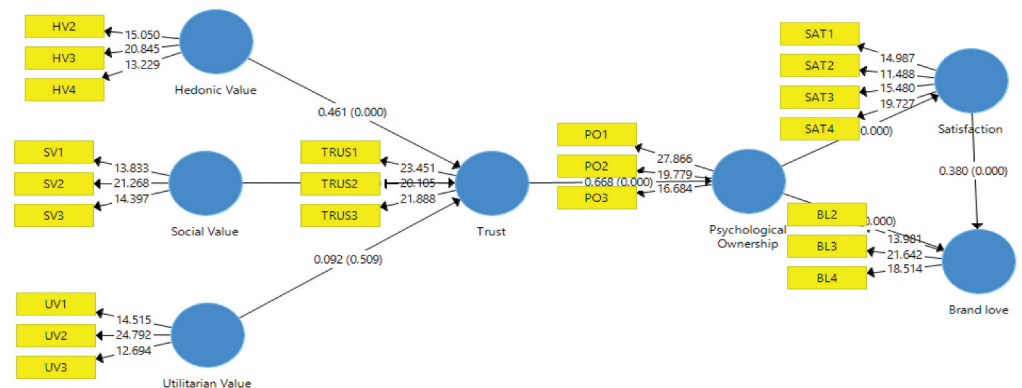 HV2
15.050
HV3
20.845
HV4
13.229
Hedonic Value
0.461 (0.000)
SV1
13.833
SV2
21.268
SV3
14.397
Social Value
TRUS1
23.451
TRUS2
20.105
TRUS3
21.888
Trust
0.092 (0.509)
UV1
14.515
UV2
24.792
UV3
12.694
Utilitarian Value
PO1
27.866
PO2
19.779
0.668 (0.000)
PO3
16.684
Psychological
Ownership
SAT1
14.987
SAT2
11.488
SAT3
15.480
SAT4
19.727
0.000)
Satisfaction
0.380 (0.000)
BL2
0.000)
13.981
BL3
21.642
BL4
18.514
Brand love